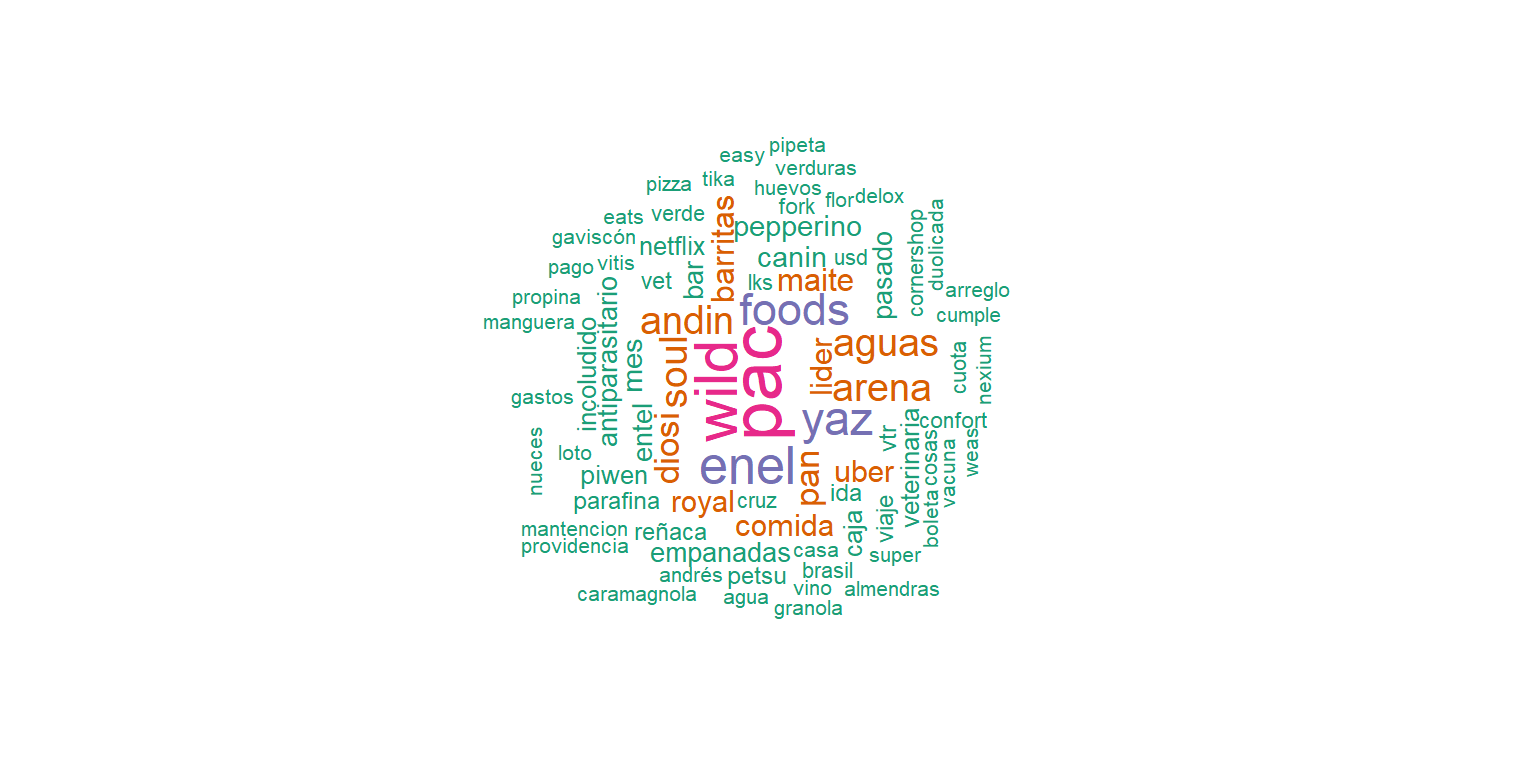 pipeta
easy
verduras
tika
pizza
huevos
flor
delox
fork
barritas
eats
verde
pepperino
cornershop
duolicada
gaviscón
netflix
pasado
canin
usd
pago
vitis
vet
bar
lks
maite
arreglo
propina
antiparasitario
foods
cumple
manguera
andin
incoludido
mes
soul
wild
pac
lider
aguas
cuota
nexium
gastos
arena
yaz
confort
nueces
loto
entel
diosi
enel
pan
uber
vtr
veterinaria
cosas
vacuna
weas
piwen
parafina
royal
cruz
ida
boleta
mantencion
reñaca
comida
caja
viaje
providencia
empanadas
casa
super
andrés
petsu
brasil
caramagnola
agua
vino
almendras
granola